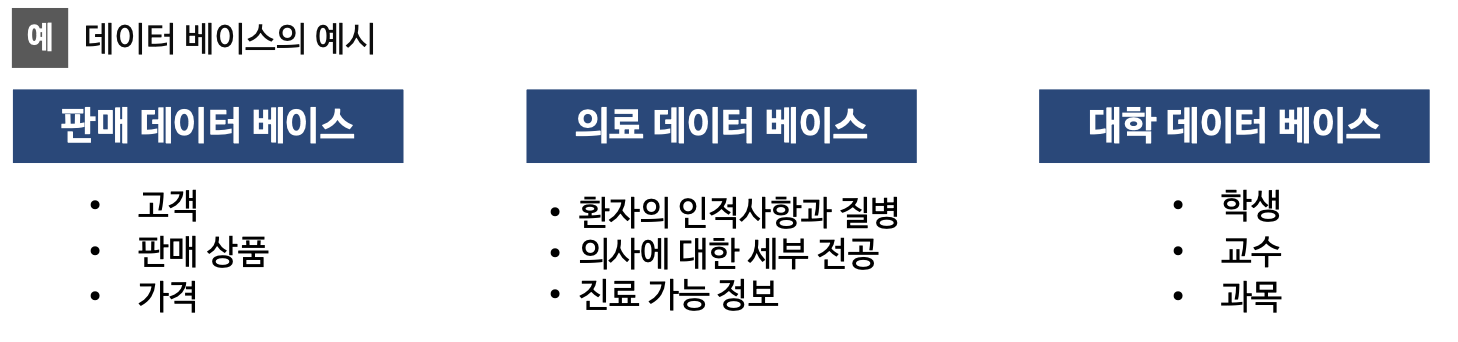 예 데이터 베이스의 예시
판매 데이터 베이스
• 고객
• 판매 상품
• 가격
의료 데이터 베이스
• 환자의 인적사항과 질병
• 의사에 대한 세부 전공
• 진료 가능 정보
대학 데이터 베이스
• 학생
• 교수
• 과목